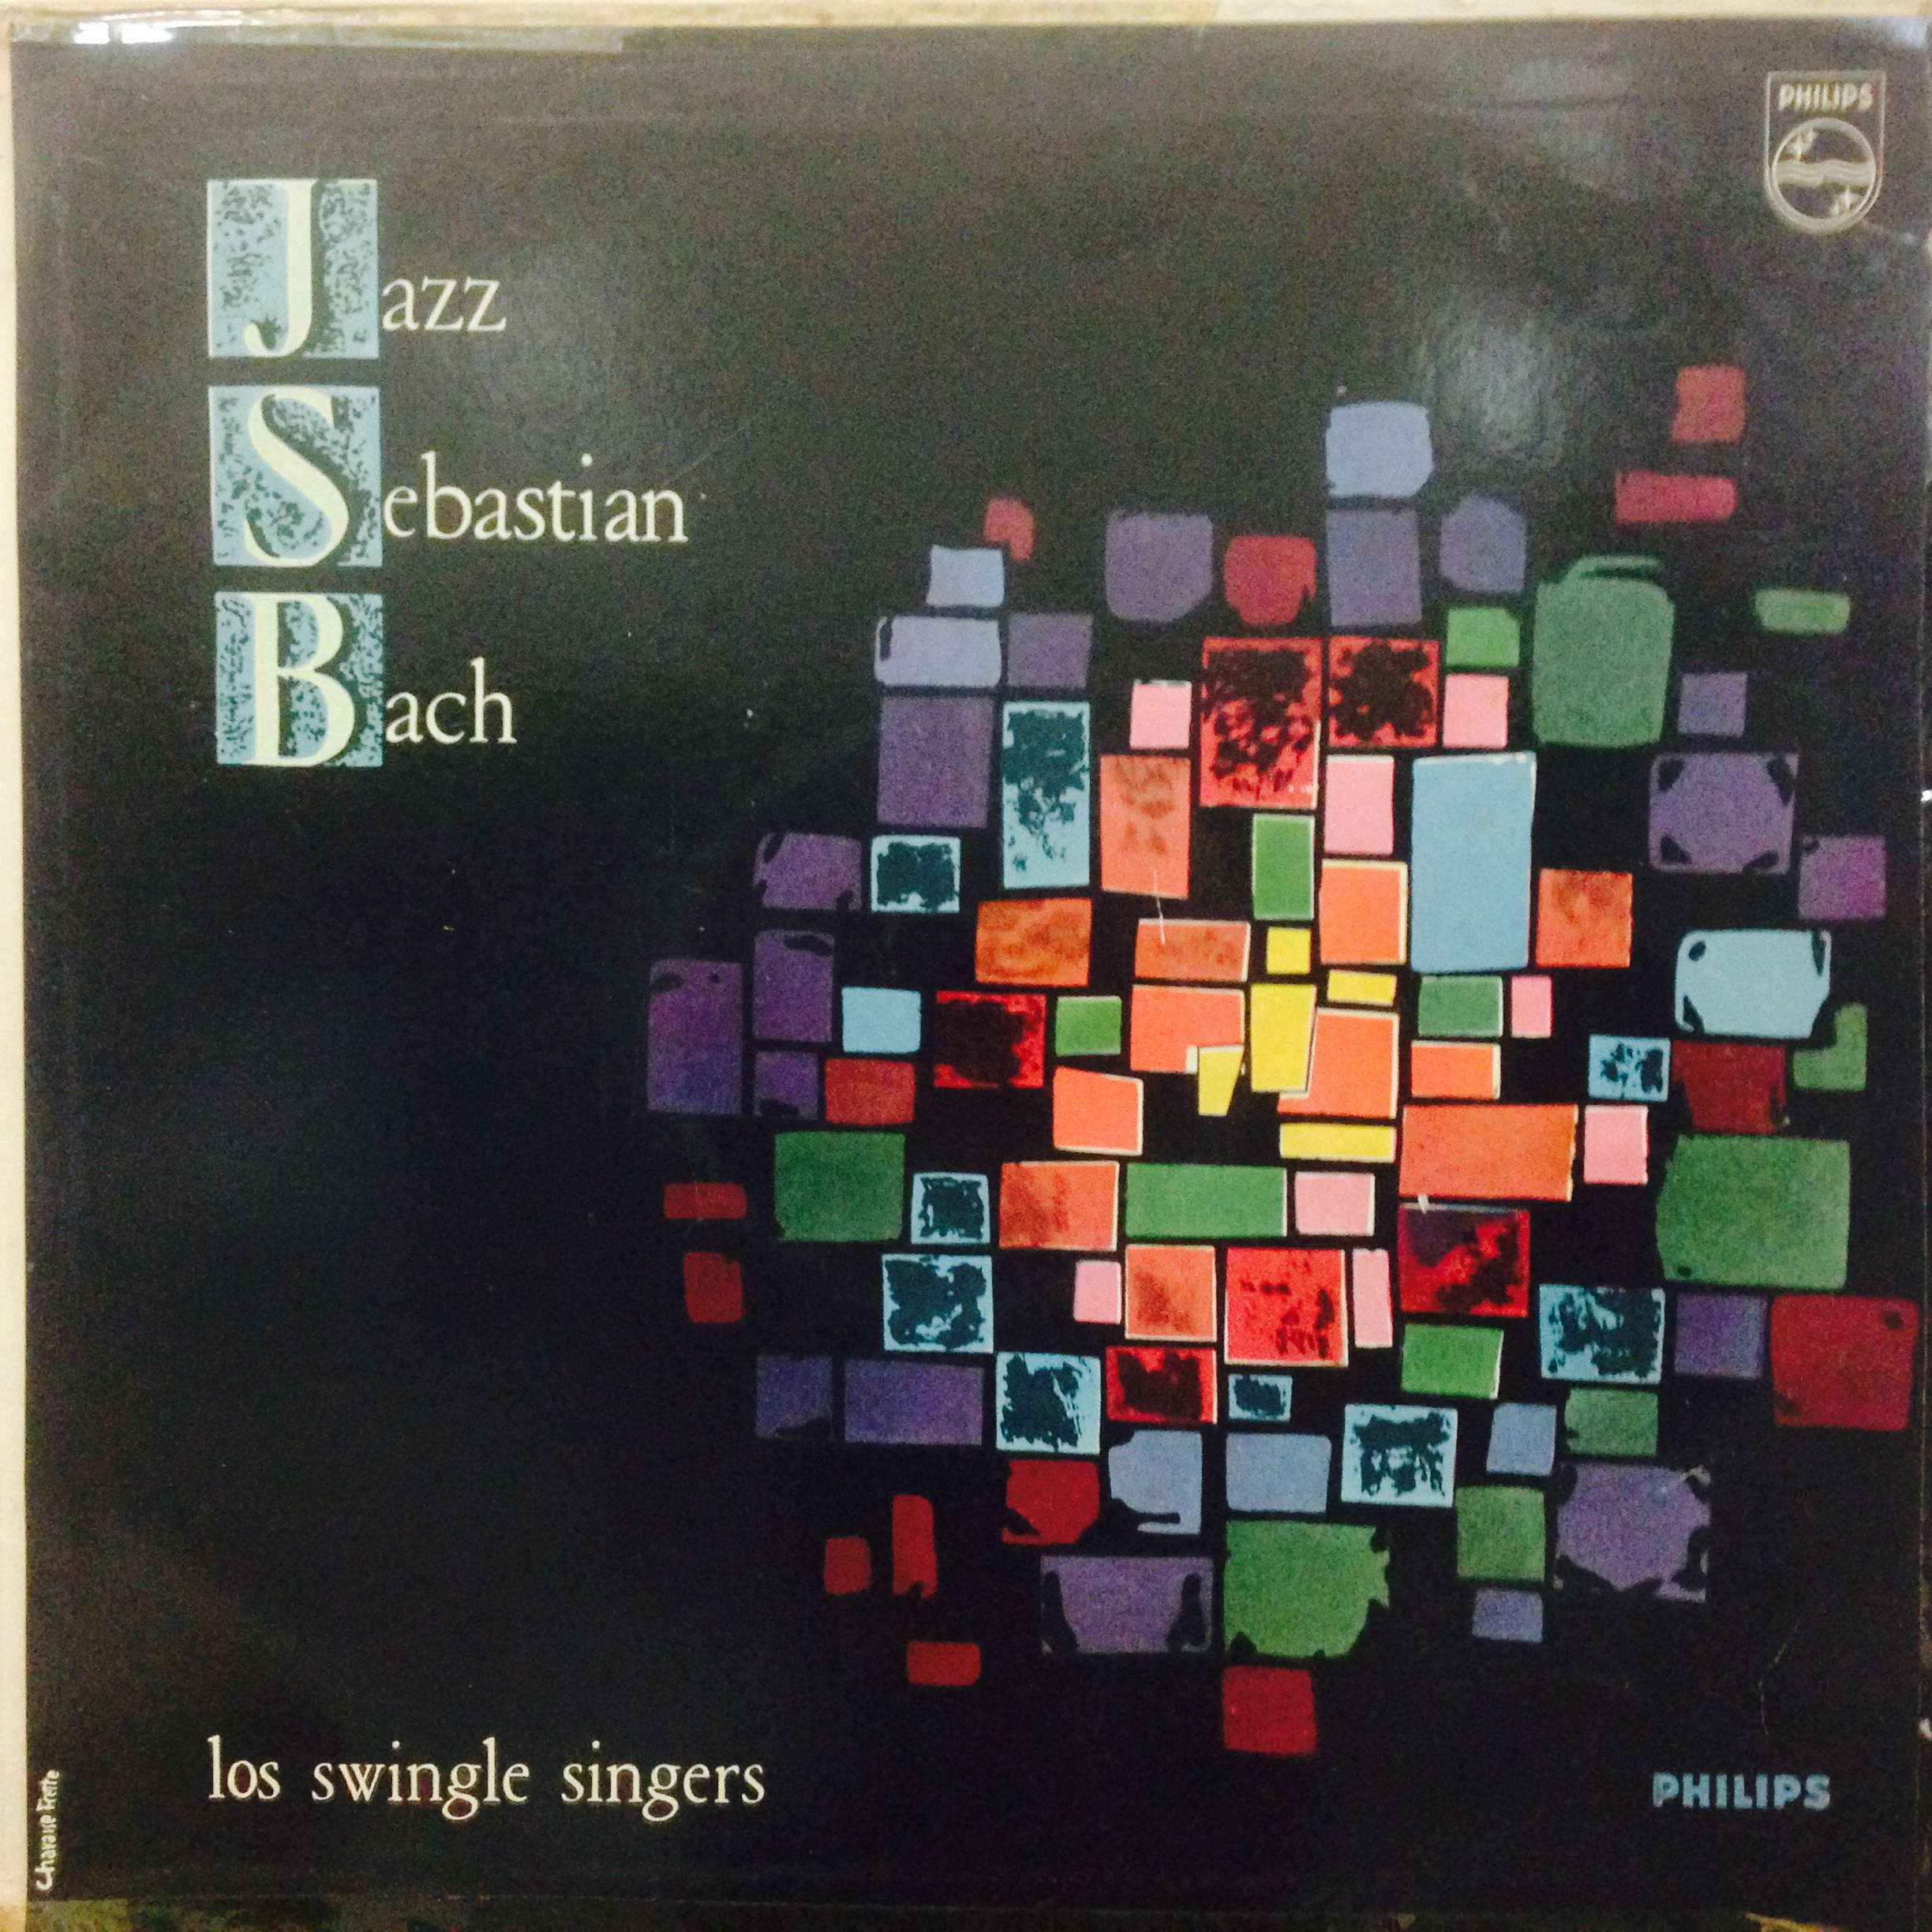 PHILIPS
Jazz
Sebastian
Bach
los swingle singers
PHILIPS